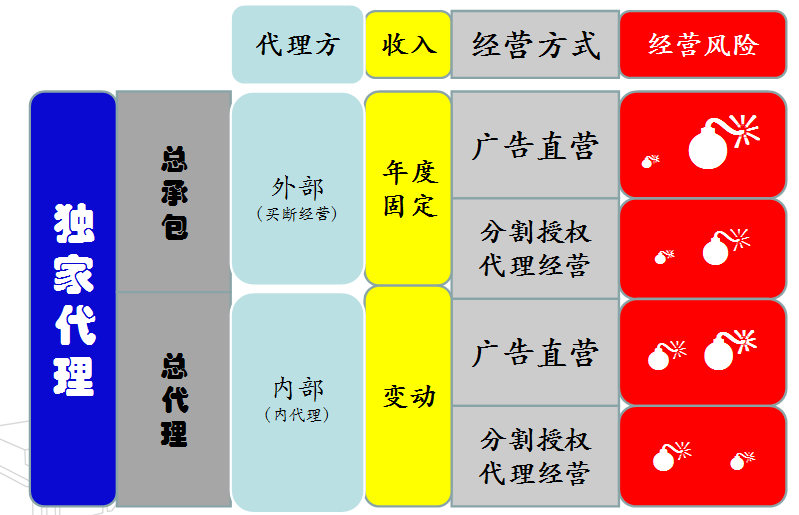 代理方
收入
经营方式
经营风险
独家代理
总承包
外部
（买断经营）
年度
固定
广告直营
分割授权
代理经营
总代理
内部
（内代理）
变动
广告直营
分割授权
代理经营